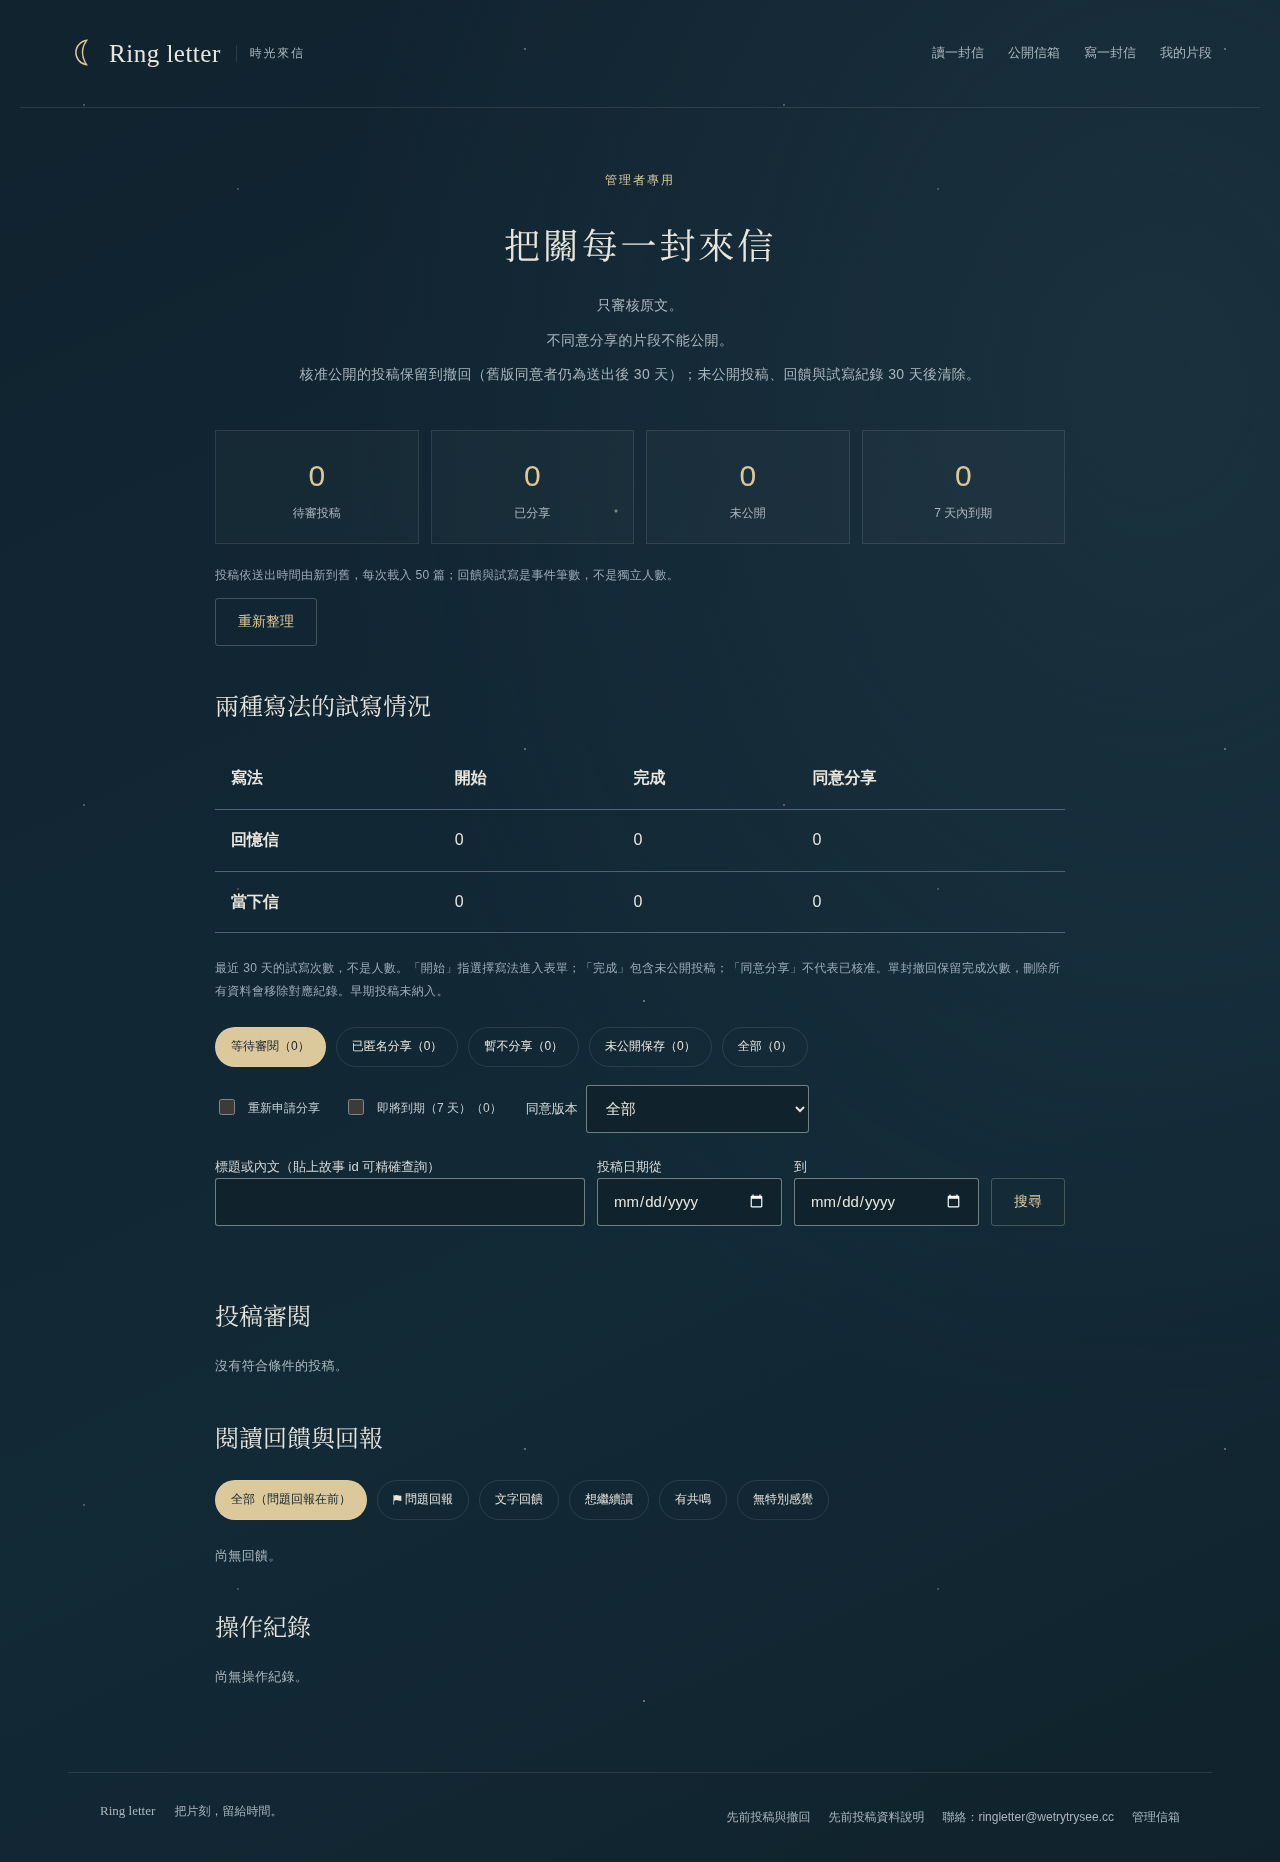 Ring letter
時光來信
讀一封信 公開信箱 寫一封信 我的片段
管理者專用
把關每一封來信
只審核原文。
不同意分享的片段不能公開。
核准公開的投稿保留到撤回（舊版同意者仍為送出後 30 天）；未公開投稿、回饋與試寫紀錄 30 天後清除。
0 0 0 0
待審投稿 已分享 未公開 7 天內到期
投稿依送出時間由新到舊，每次載入 50 篇；回饋與試寫是事件筆數，不是獨立人數。
重新整理
兩種寫法的試寫情況
寫法 開始 完成 同意分享
回憶信 0 0 0
當下信 0 0 0
最近 30 天的試寫次數，不是人數。「開始」指選擇寫法進入表單；「完成」包含未公開投稿；「同意分享」不代表已核准。單封撤回保留完成次數，刪除所
有資料會移除對應紀錄。早期投稿未納入。
等待審閱（0） 已匿名分享（0） 暫不分享（0） 未公開保存（0） 全部（0）
重新申請分享 即將到期（7 天）（0） 同意版本 全部
標題或內文（貼上故事 id 可精確查詢） 投稿日期從 到
mm/dd/yyyy mm/dd/yyyy 搜尋
投稿審閱
沒有符合條件的投稿。
閱讀回饋與回報
全部（問題回報在前） 問題回報 文字回饋 想繼續讀 有共鳴 無特別感覺
尚無回饋。
操作紀錄
尚無操作紀錄。
Ring letter 把片刻，留給時間。
先前投稿與撤回 先前投稿資料說明 聯絡：ringletter@wetrytrysee.cc 管理信箱